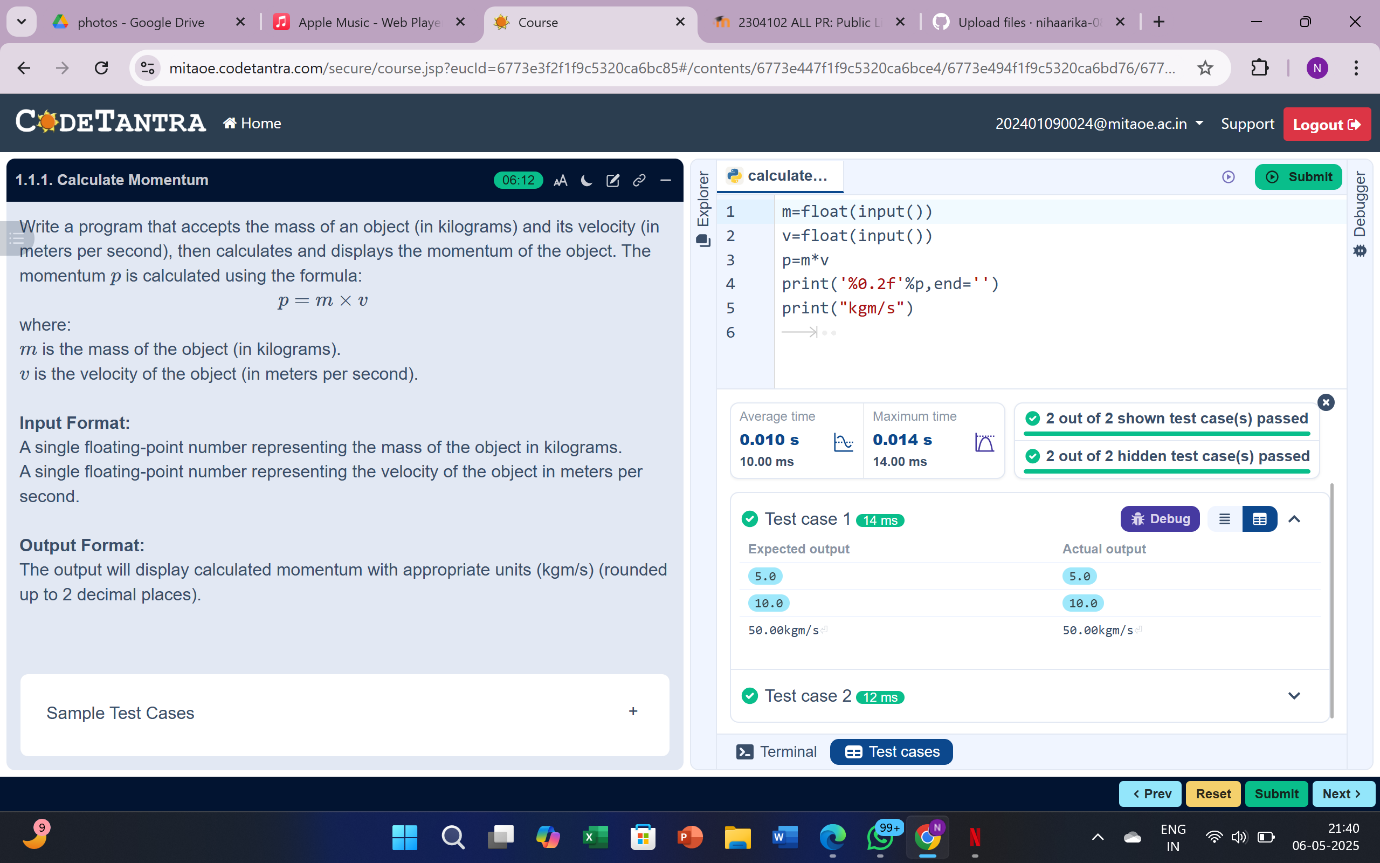 photos - Google Drive
Apple Music - Web Playe
Course
2304102 ALL PR: Public L
Upload files · nihaarika-0
mitaoe.codetantra.com/secure/course.jsp?eucId=6773e3f2f1f9c5320ca6bc85#/contents/6773e447f1f9c5320ca6bce4/6773e494f1f9c5320ca6bd76/677...
N
CODETANTRA
Home
202401090024@mitaoe.ac.in
Support
Logout
1.1.1. Calculate Momentum
06:12
AA
Write a program that accepts the mass of an object (in kilograms) and its velocity (in
meters per second), then calculates and displays the momentum of the object. The
momentum p is calculated using the formula:
p = m × v
where:
m is the mass of the object (in kilograms).
v is the velocity of the object (in meters per second).
Input Format:
A single floating-point number representing the mass of the object in kilograms.
A single floating-point number representing the velocity of the object in meters per
second.
Output Format:
The output will display calculated momentum with appropriate units (kgm/s) (rounded
up to 2 decimal places).
Sample Test Cases
+
Explorer
calculate...
Submit
Debugger
1 m=float(input())
2 v=float(input())
3 p=m*v
4 print('%0.2f'%p,end='')
5 print("kgm/s")
6
Average time
0.010 s
10.00 ms
Maximum time
0.014 s
14.00 ms
2 out of 2 shown test case(s) passed
2 out of 2 hidden test case(s) passed
Test case 1 14 ms
Debug
Expected output Actual output
5.0 5.0
10.0 10.0
50.00kgm/s 50.00kgm/s
Test case 2 12 ms
Terminal
Test cases
< Prev
Reset
Submit
Next >
9
99+
N
ENG
IN
21:40
06-05-2025